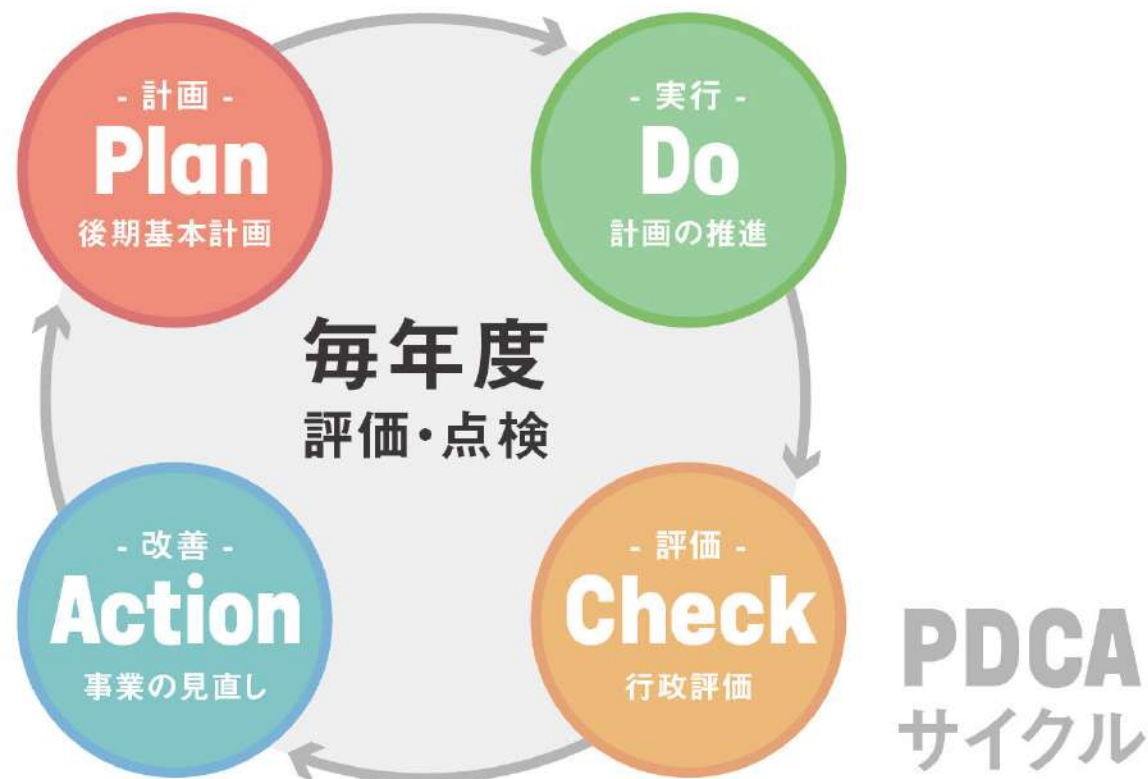 - 計画 -
Plan
後期基本計画
- 実行 -
Do
計画の推進
毎年度
評価・点検
- 改善 -
Action
事業の見直し
- 評価 -
Check
行政評価
PDCA
サイクル